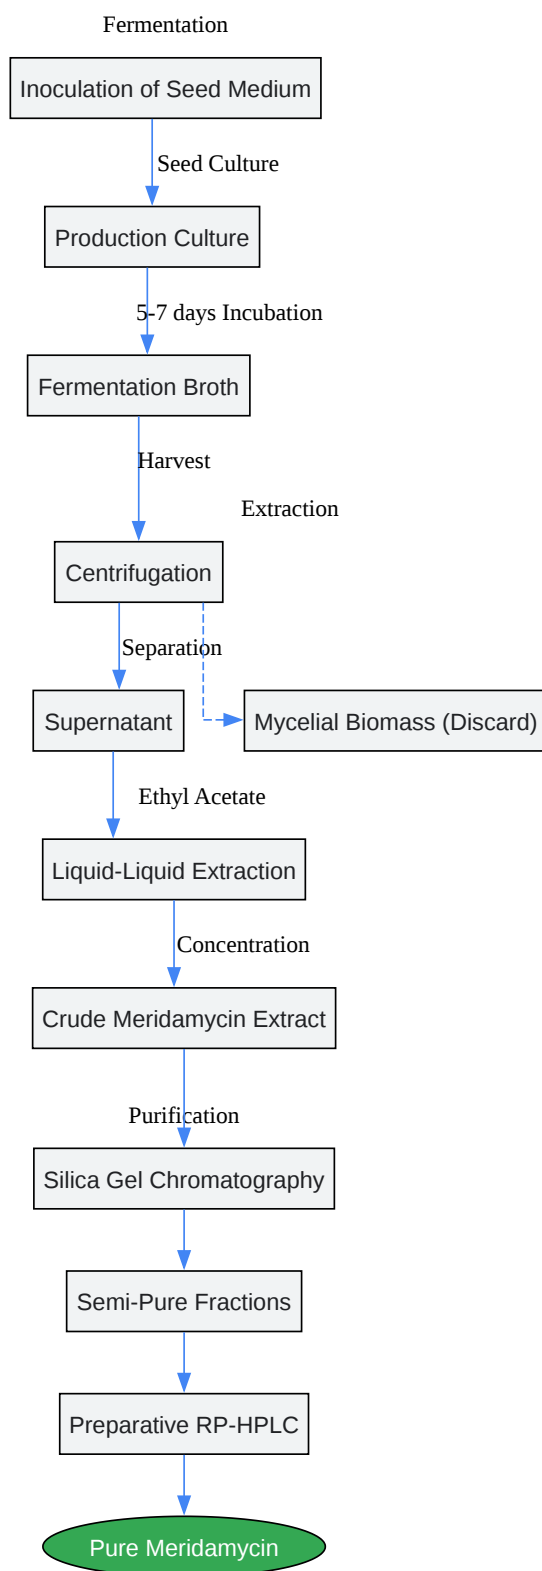 Fermentation
Inoculation of Seed Medium
Seed Culture
Production Culture
5-7 days Incubation
Fermentation Broth
Harvest
Extraction
Centrifugation
Separation
Supernatant
Mycelial Biomass (Discard)
Ethyl Acetate
Liquid-Liquid Extraction
Concentration
Crude Meridamycin Extract
Purification
Silica Gel Chromatography
Semi-Pure Fractions
Preparative RP-HPLC
Pure Meridamycin